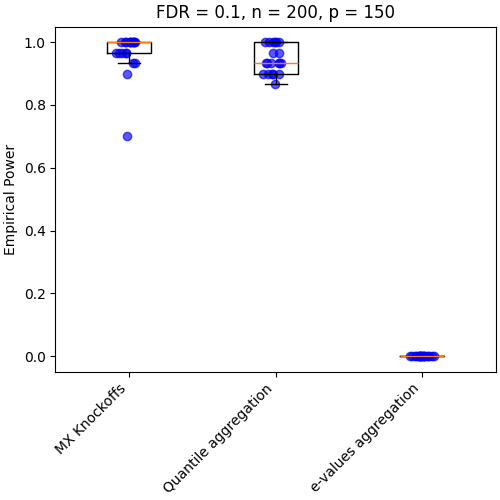 FDR = 0.1, n = 200, p = 150
Empirical Power
1.0
0.8
0.6
0.4
0.2
0.0
MX Knockoffs
Quantile aggregation
e-values aggregation